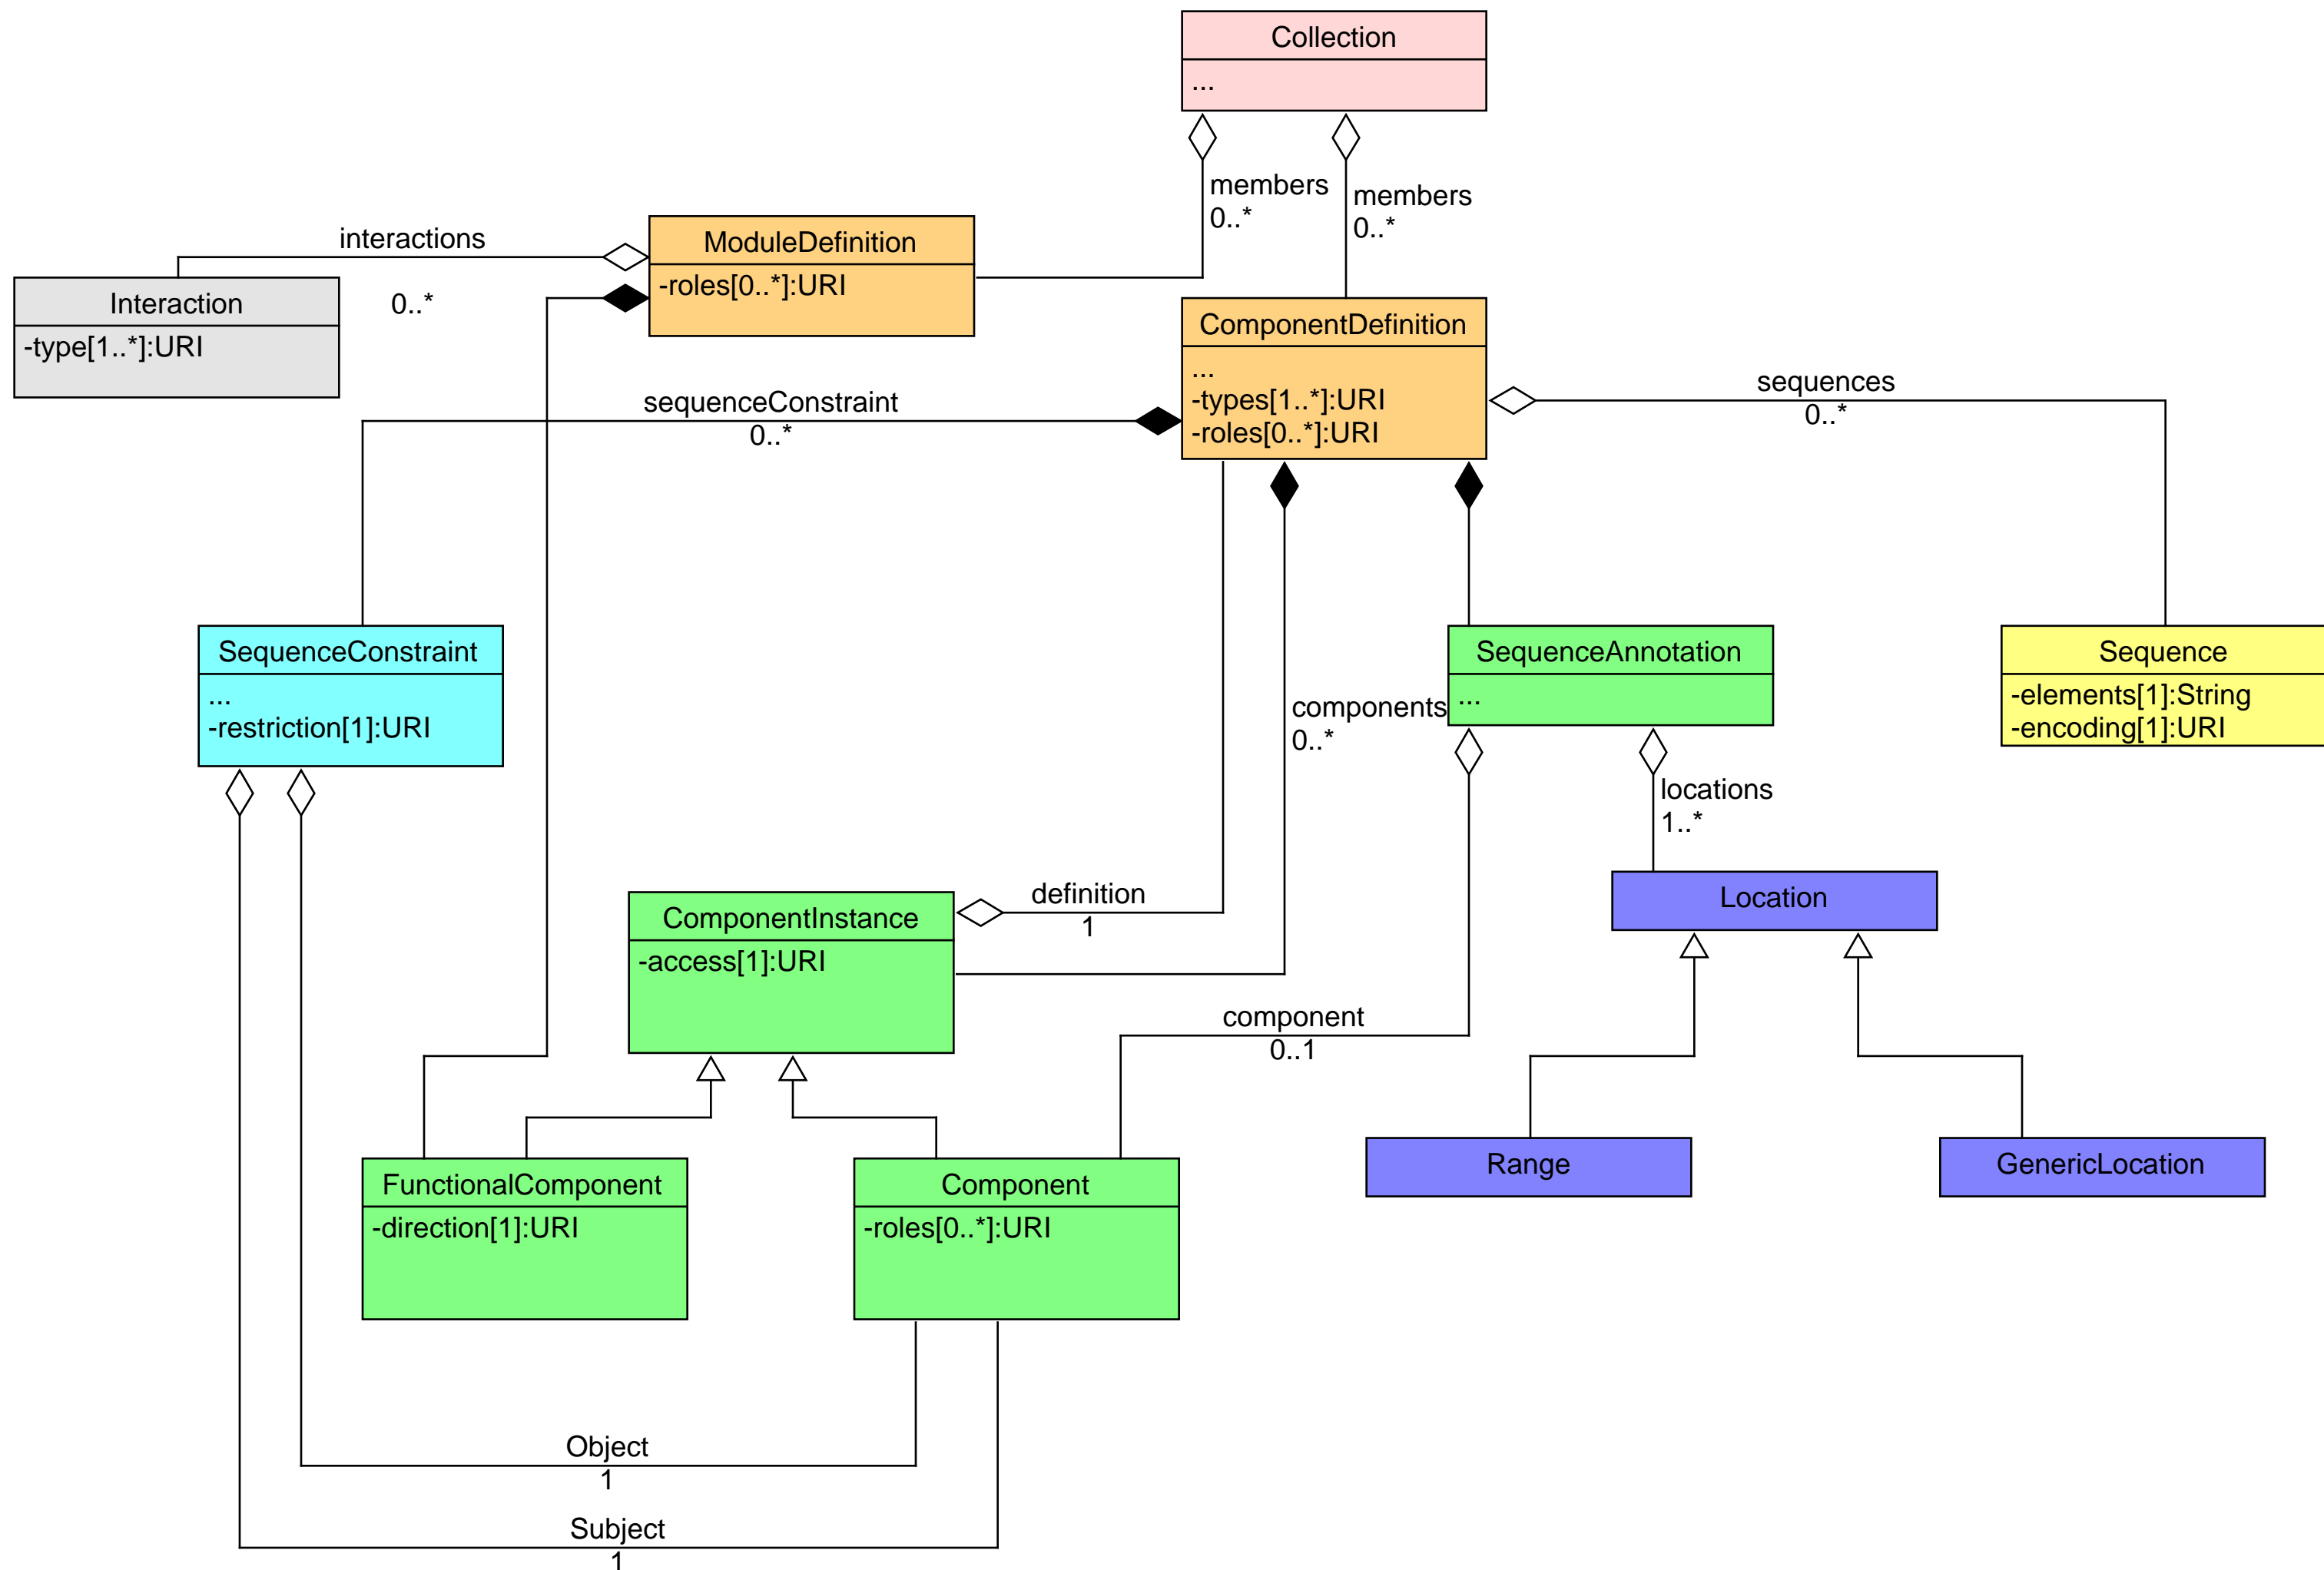 Collection
...
members
0..*
members
0..*
interactions
0..*
ModuleDefinition
-roles[0..*]:URI
Interaction
-type[1..*]:URI
ComponentDefinition
...
-types[1..*]:URI
-roles[0..*]:URI
sequenceConstraint
0..*
sequences
0..*
SequenceConstraint
...
-restriction[1]:URI
components
0..*
SequenceAnnotation
...
Sequence
-elements[1]:String
-encoding[1]:URI
locations
1..*
ComponentInstance
-access[1]:URI
definition
1
Location
component
0..1
FunctionalComponent
-direction[1]:URI
Component
-roles[0..*]:URI
Range
GenericLocation
Object
1
Subject
1